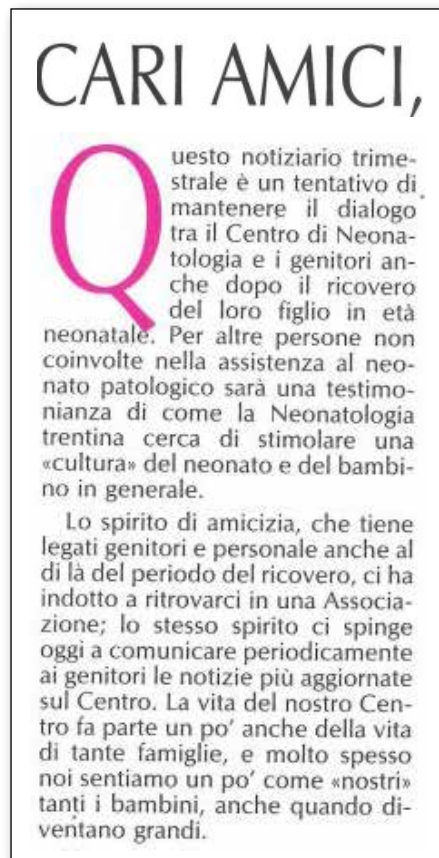 CARI AMICI,
Questo notiziario trime-
strale è un tentativo di
mantenere il dialogo
tra il Centro di Neona-
tologia e i genitori an-
che dopo il ricovero
del loro figlio in età
neonatale. Per altre persone non
coinvolte nella assistenza al neo-
nato patologico sarà una testimo-
nianza di come la Neonatologia
trentina cerca di stimolare una
«cultura» del neonato e del bambi-
no in generale.
Lo spirito di amicizia, che tiene
legati genitori e personale anche al
di là del periodo del ricovero, ci ha
indotto a ritrovarci in una Associa-
zione; lo stesso spirito ci spinge
oggi a comunicare periodicamente
ai genitori le notizie più aggiornate
sul Centro. La vita del nostro Cen-
tro fa parte un po' anche della vita
di tante famiglie, e molto spesso
noi sentiamo un po' come «nostri»
tanti i bambini, anche quando di-
ventano grandi.